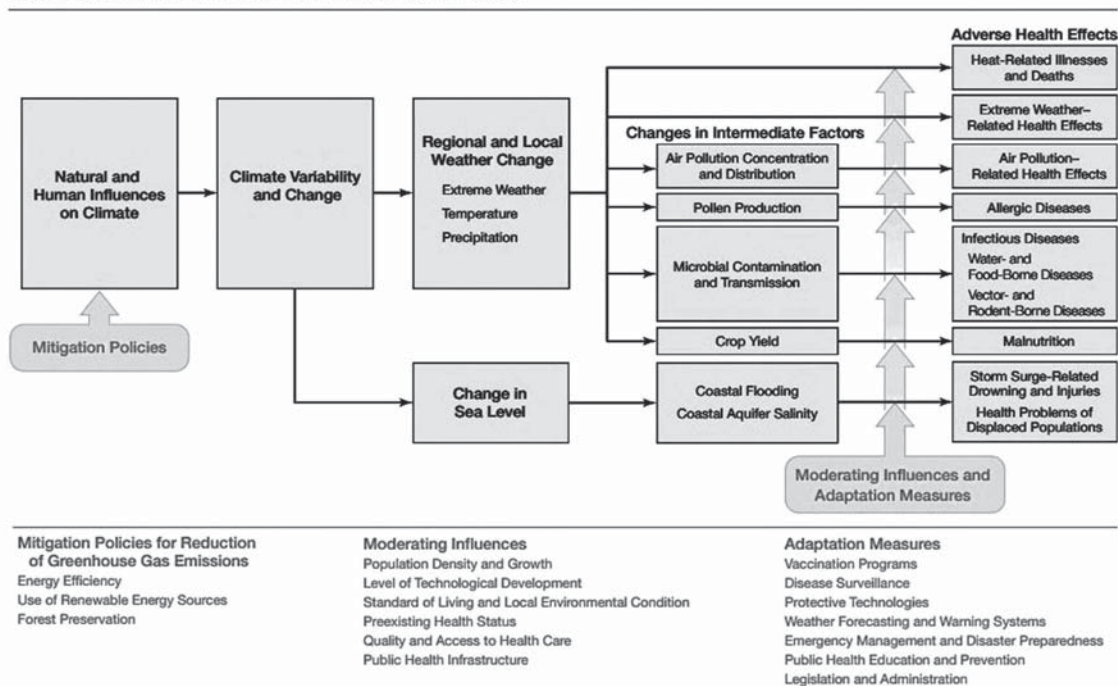 Adverse Health Effects
Heat-Related Illnesses
and Deaths
Extreme Weather–
Related Health Effects
Changes in Intermediate Factors
Regional and Local
Weather Change
Extreme Weather
Temperature
Precipitation
Natural and
Human Influences
on Climate
Climate Variability
and Change
Air Pollution Concentration
and Distribution
Air Pollution–
Related Health Effects
Pollen Production
Allergic Diseases
Microbial Contamination
and Transmission
Infectious Diseases
Water- and
Food-Borne Diseases
Vector- and
Rodent-Borne Diseases
Mitigation Policies
Crop Yield
Malnutrition
Change in
Sea Level
Coastal Flooding
Coastal Aquifer Salinity
Storm Surge-Related
Drowning and Injuries
Health Problems of
Displaced Populations
Moderating Influences and
Adaptation Measures
Mitigation Policies for Reduction
of Greenhouse Gas Emissions
Energy Efficiency
Use of Renewable Energy Sources
Forest Preservation
Moderating Influences
Population Density and Growth
Level of Technological Development
Standard of Living and Local Environmental Condition
Preexisting Health Status
Quality and Access to Health Care
Public Health Infrastructure
Adaptation Measures
Vaccination Programs
Disease Surveillance
Protective Technologies
Weather Forecasting and Warning Systems
Emergency Management and Disaster Preparedness
Public Health Education and Prevention
Legislation and Administration